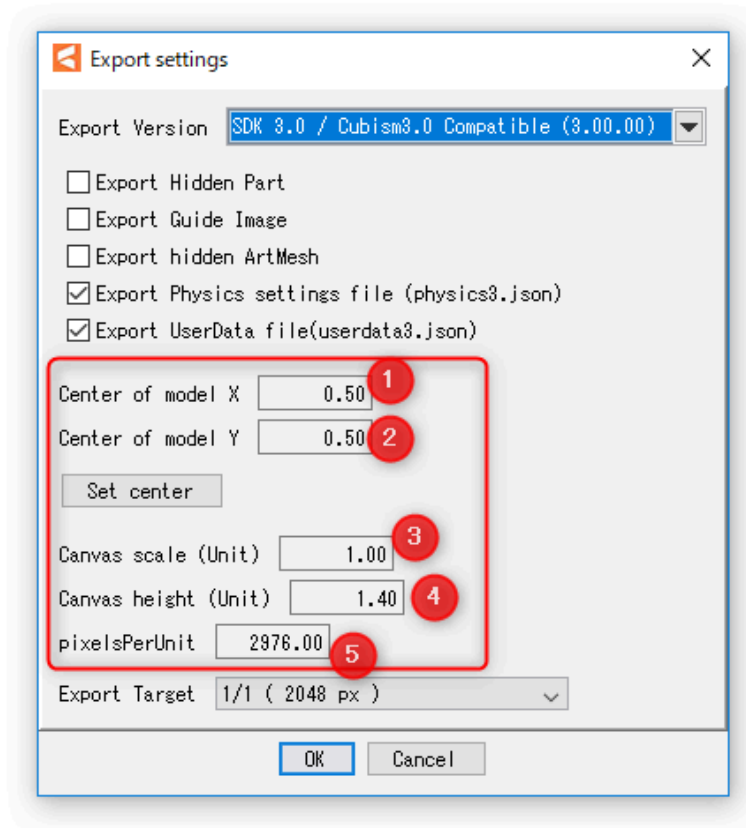 Export settings
Export Version SDK 3.0 / Cubism3.0 Compatible (3.00.00)
Export Hidden Part
Export Guide Image
Export hidden ArtMesh
Export Physics settings file (physics3.json)
Export UserData file(userdata3.json)
Center of model X 0.50 1
Center of model Y 0.50 2
Set center
Canvas scale (Unit) 1.00 3
Canvas height (Unit) 1.40 4
pixelsPerUnit 2976.00 5
Export Target 1/1 ( 2048 px )
OK Cancel